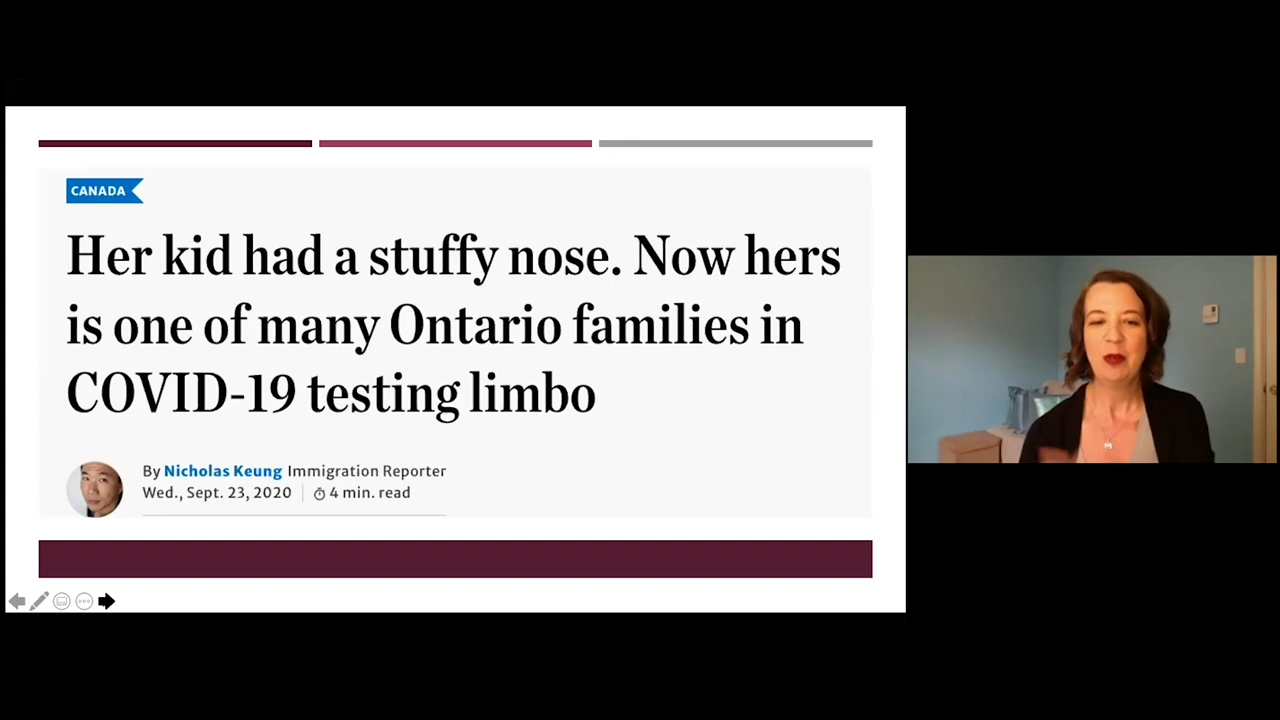 CANADA
Her kid had a stuffy nose. Now hers
is one of many Ontario families in
COVID-19 testing limbo
By Nicholas Keung Immigration Reporter
Wed., Sept. 23, 2020 4 min. read